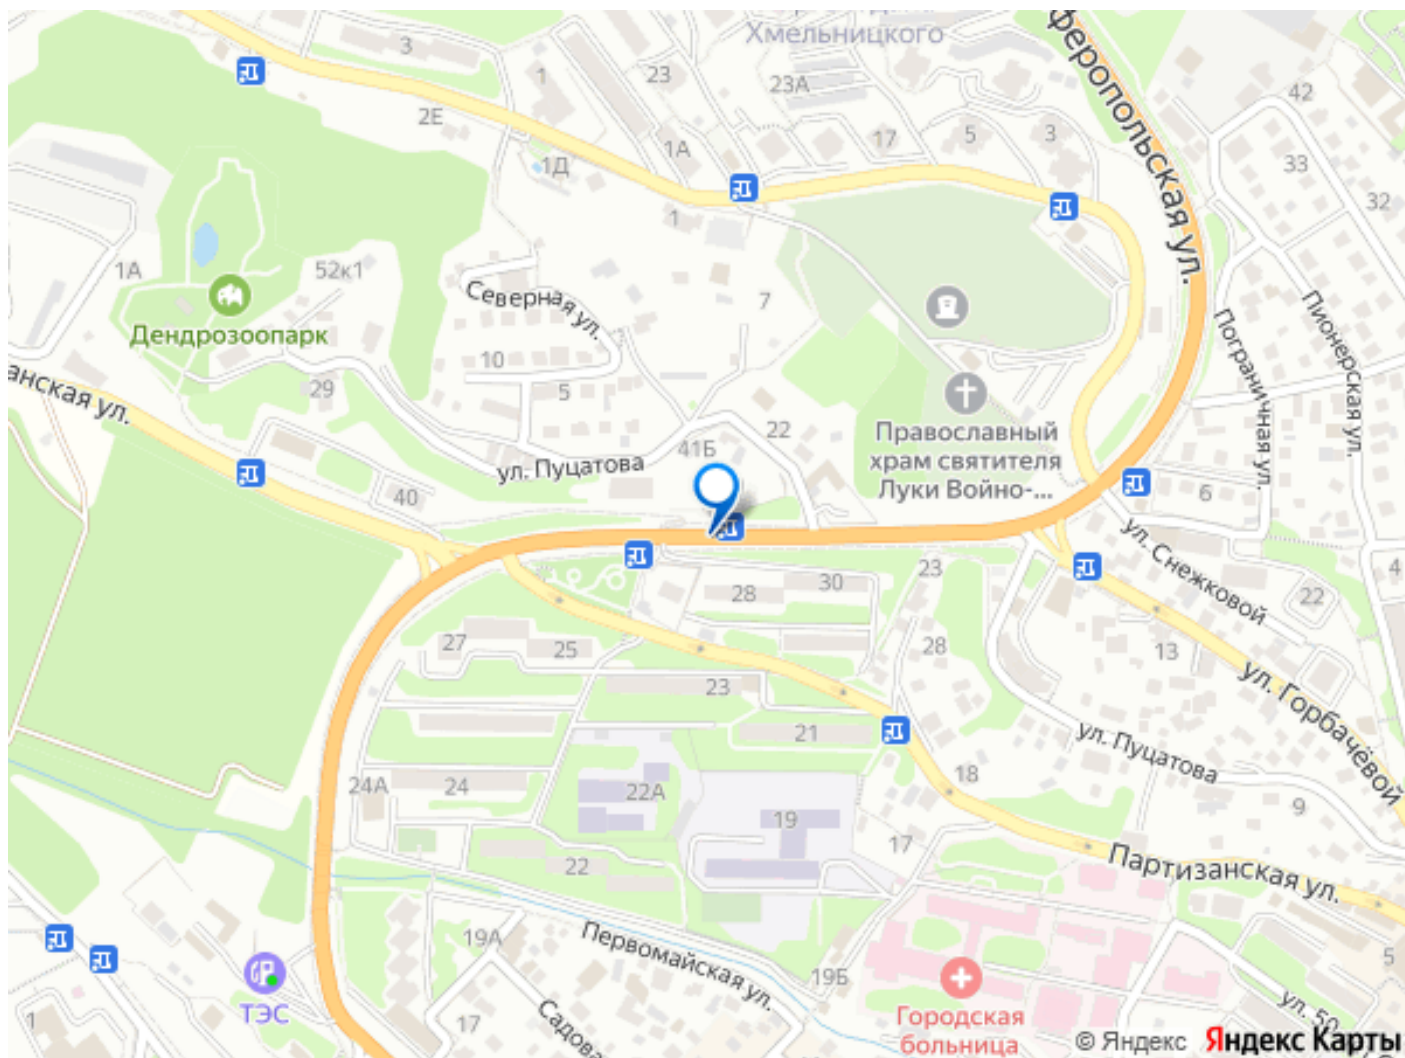 Хмельницкого
феропольская ул.
3
1
23
23А
42
2Е
1А
17
5
3
33
1Д
32
1
1А
52к1
7
Северная ул.
Дендрозоопарк
Пограничная ул.
Пионерская ул.
10
5
29
анская ул.
22
41Б
Православный
храм святителя
Луки Войно-...
ул. Пуцатова
40
6
ул. Снежковой
4
23
30
28
22
27
25
28
13
ул. Горбачёвой
23
21
ул. Пуцатова
18
24А
24
22А
19
9
17
Партизанская ул.
22
19А
Первомайская ул.
19Б
5
ТЭС
Садова
17
1
ул. 50
Городская
больница
© Яндекс Яндекс Карты